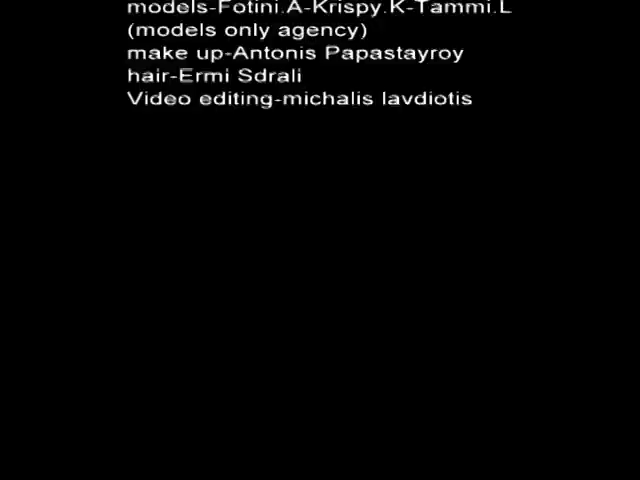 models-Fotini.A-Krispy.K-Tammi.L
(models only agency)
make up-Antonis Papastayroy
hair-Ermi Sdrali
Video editing-michalis lavdiotis